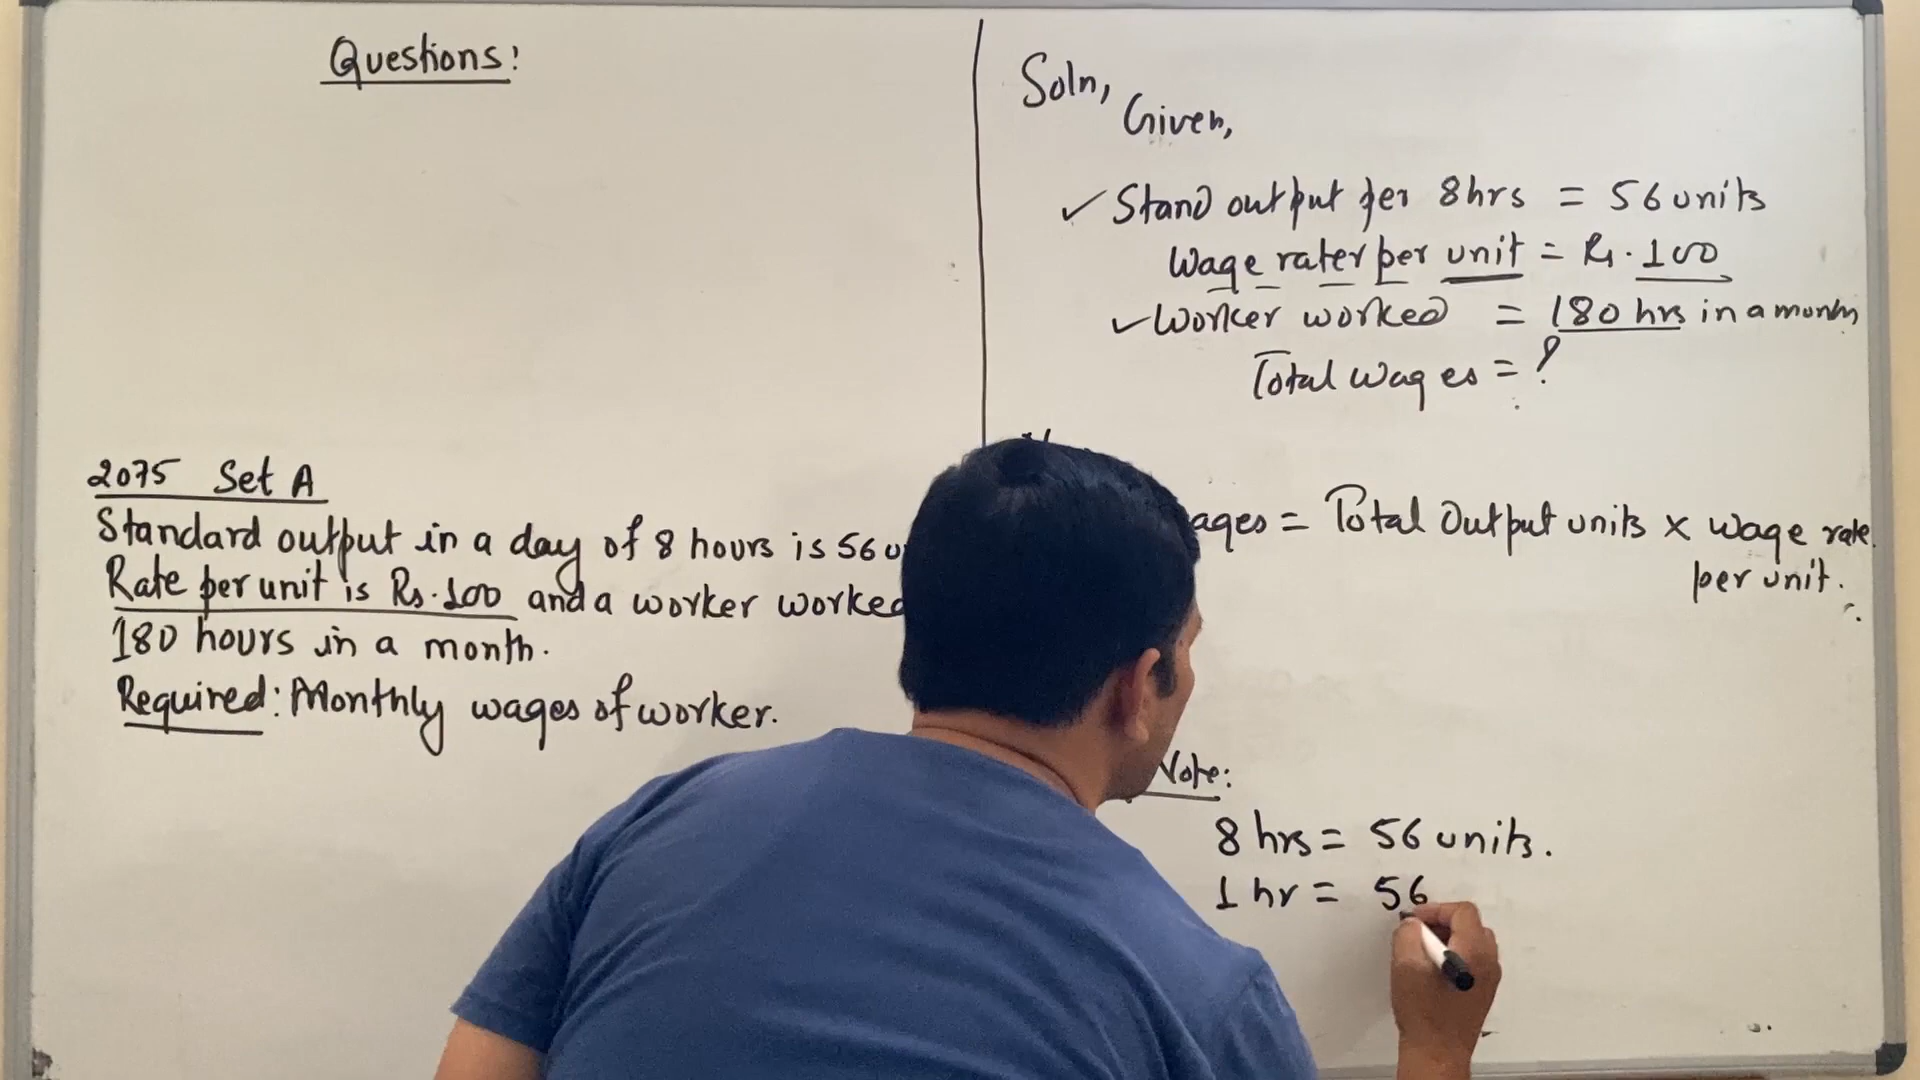 Questions:
2075 Set A
Standard output in a day of 8 hours is 56
Rate per unit is Rs.100 and a worker worked
180 hours in a month.
Required: Monthly wages of worker.
Soln,
Given,
✓ Stand output per 8hrs = 56 units
Wage rater per unit = Rs. 100
✓ Worker worked = 180 hrs in a month
Total wages = ?
ages = Total Output units x wage rate
per unit.
Note:
8 hrs = 56 units.
1 hr = 56